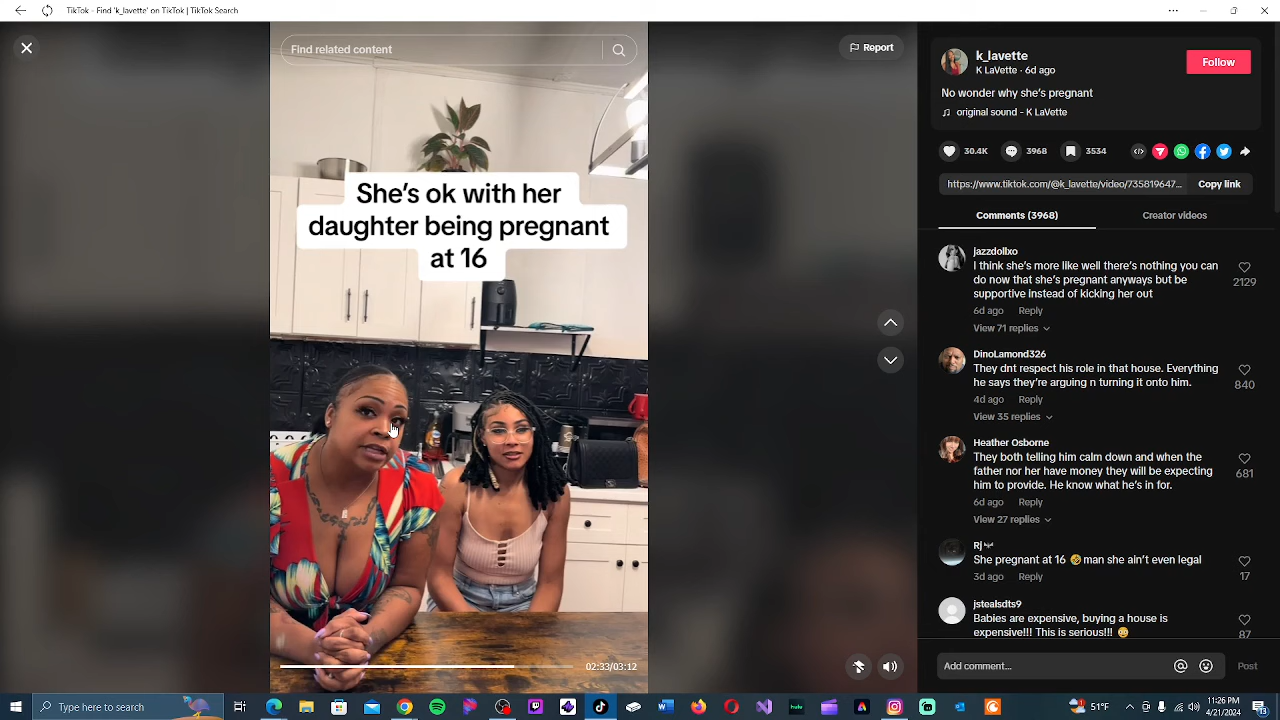 TikTok - Find 'k_lavette' on TikTok | TikTok Search
Find related content
Report
She's ok with her
daughter being pregnant
at 16
02:33/03:12
k_lavette
K LaVette · 6d ago
Follow
No wonder why she's pregnant
original sound - K LaVette
30.4K
3968
3534
https://www.tiktok.com/@k_lavette/video/735819647...
Copy link
Comments (3968)
Creator videos
jazzdollxo
I think she's more like well there's nothing you can
do now that she's pregnant anyways but be
supportive instead of kicking her out
2129
6d ago
Reply
View 71 replies
DinoLamond326
They dnt respect his role in that house. Everything
he says they're arguing n turning it onto him.
840
4d ago
Reply
View 35 replies
Heather Osborne
They both telling him calm down and when the
father nor her have money they will be expecting
him to provide. He know what he's in for.
681
6d ago
Reply
View 27 replies
Rj
She pregnant at 16 🤔 man she ain't even legal
17
3d ago
Reply
jstealsdts9
Babies are expensive, buying a house is
expensive!!! This is serious!!!
87
Add comment...
Post
Type here to search
hulu
51°F
11:26 PM
4/21/2024